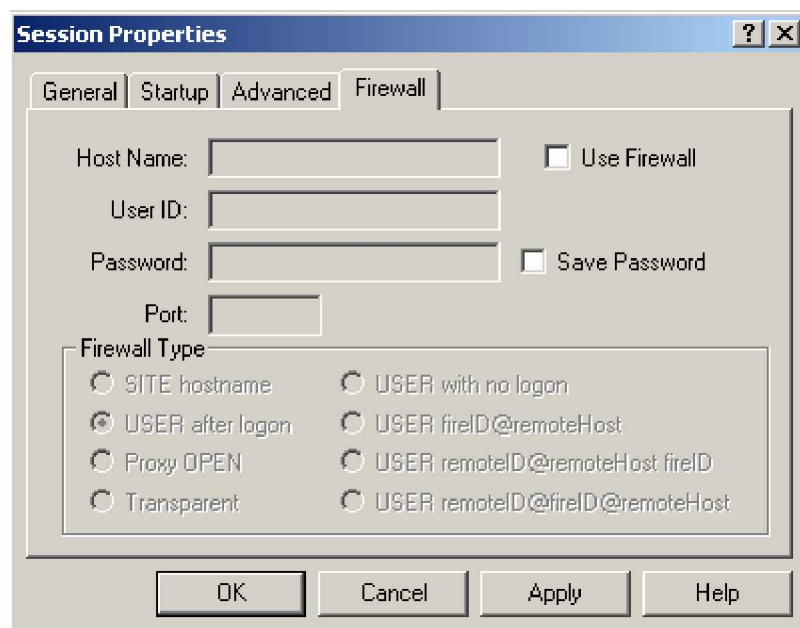 Session Properties
General Startup Advanced Firewall
Host Name: Use Firewall
User ID:
Password: Save Password
Port:
Firewall Type
SITE hostname USER with no logon
USER after logon USER fireID@remoteHost
Proxy OPEN USER remoteID@remoteHost fireID
Transparent USER remoteID@fireID@remoteHost
OK Cancel Apply Help